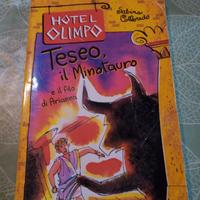 HOTEL
OLIMPO
Sabina Colloredo
Teseo,
il Minotauro
e il filo
di Arianna